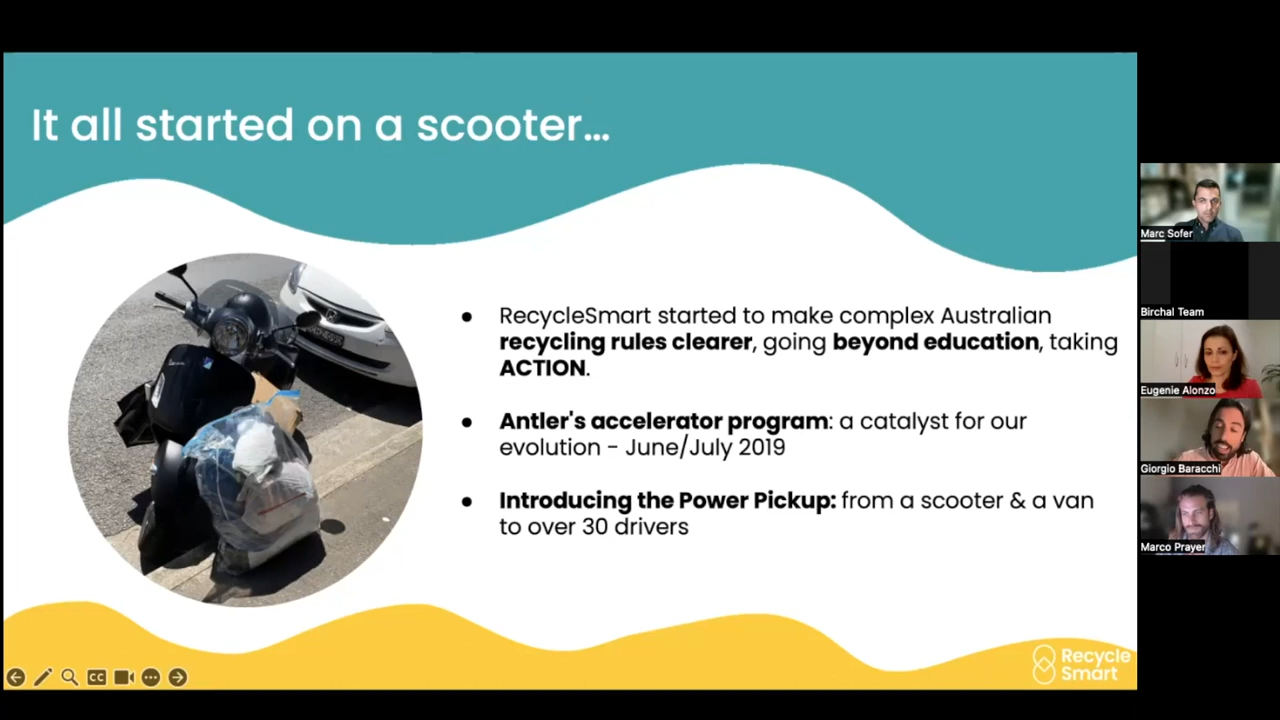 It all started on a scooter...
● RecycleSmart started to make complex Australian
recycling rules clearer, going beyond education, taking
ACTION.
● Antler's accelerator program: a catalyst for our
evolution - June/July 2019
● Introducing the Power Pickup: from a scooter & a van
to over 30 drivers
CC
Recycle
Smart
Marc Sofer
Birchal Team
Eugenie Alonzo
Giorgio Baracchi
Marco Prayer